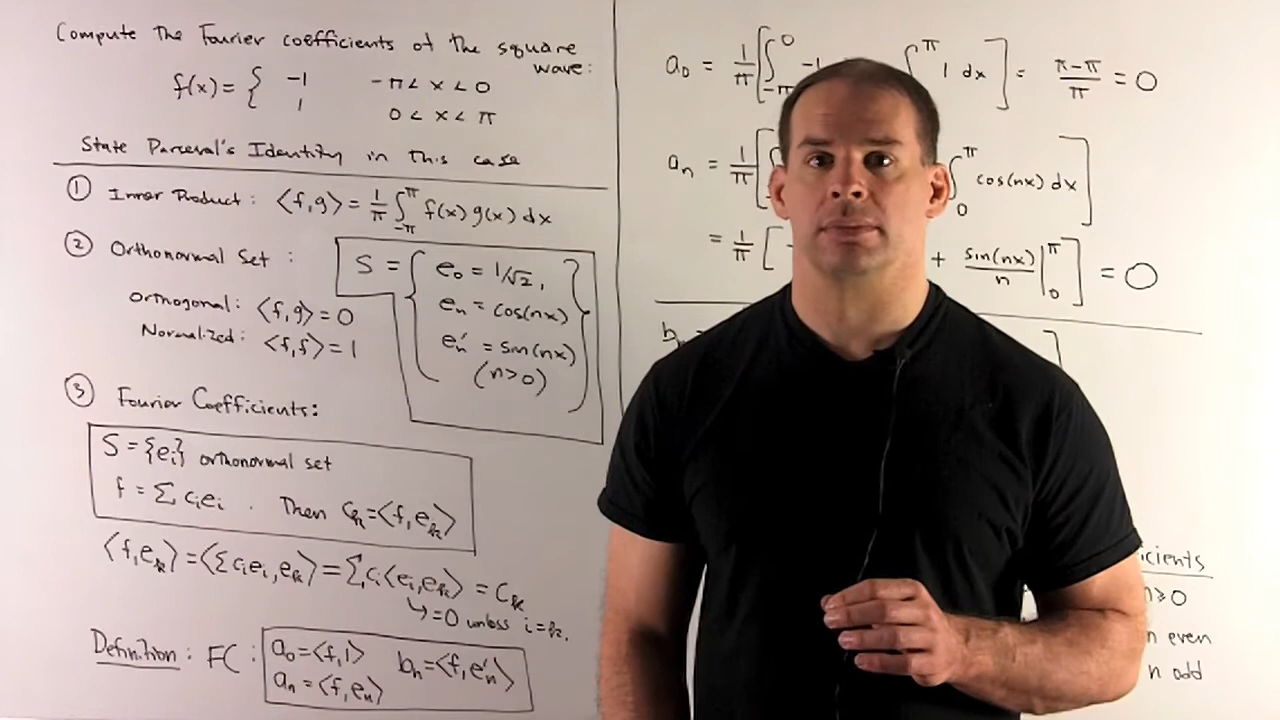 Compute the Fourier coefficients of the square
wave:
f(x) = { -1 -π < x < 0
1 0 < x < π
State Parseval's Identity in this case
① Inner Product : ⟨f,g⟩ = 1/π ∫_{-π}^{π} f(x) g(x) dx
② Orthonormal Set :
S = { e₀ = 1/√2,
eₙ = cos(nx)
eₙ' = sin(nx)
(n>0) }
Orthogonal: ⟨f,g⟩ = 0
Normalized: ⟨f,f⟩ = 1
③ Fourier Coefficients:
S = {eᵢ} orthonormal set
f = Σ cᵢeᵢ . Then cₖ = ⟨f,eₖ⟩
⟨f,eₖ⟩ = ⟨Σ cᵢeᵢ, eₖ⟩ = Σ cᵢ⟨eᵢ,eₖ⟩ = cₖ
↳ = 0 unless i = k.
Definition : FC : a₀ = ⟨f,1⟩ bₙ = ⟨f,eₙ'⟩
aₙ = ⟨f,eₙ⟩
a₀ = 1/π [ ∫_{-π}^{0} -1 ∫^{π} 1 dx ] = (π-π)/π = 0
aₙ = 1/π [ ∫_{0}^{π} cos(nx) dx ]
= 1/π [ - + sin(nx)/n |_{0}^{π} ] = 0
b
icients
n ≥ 0
n even
n odd